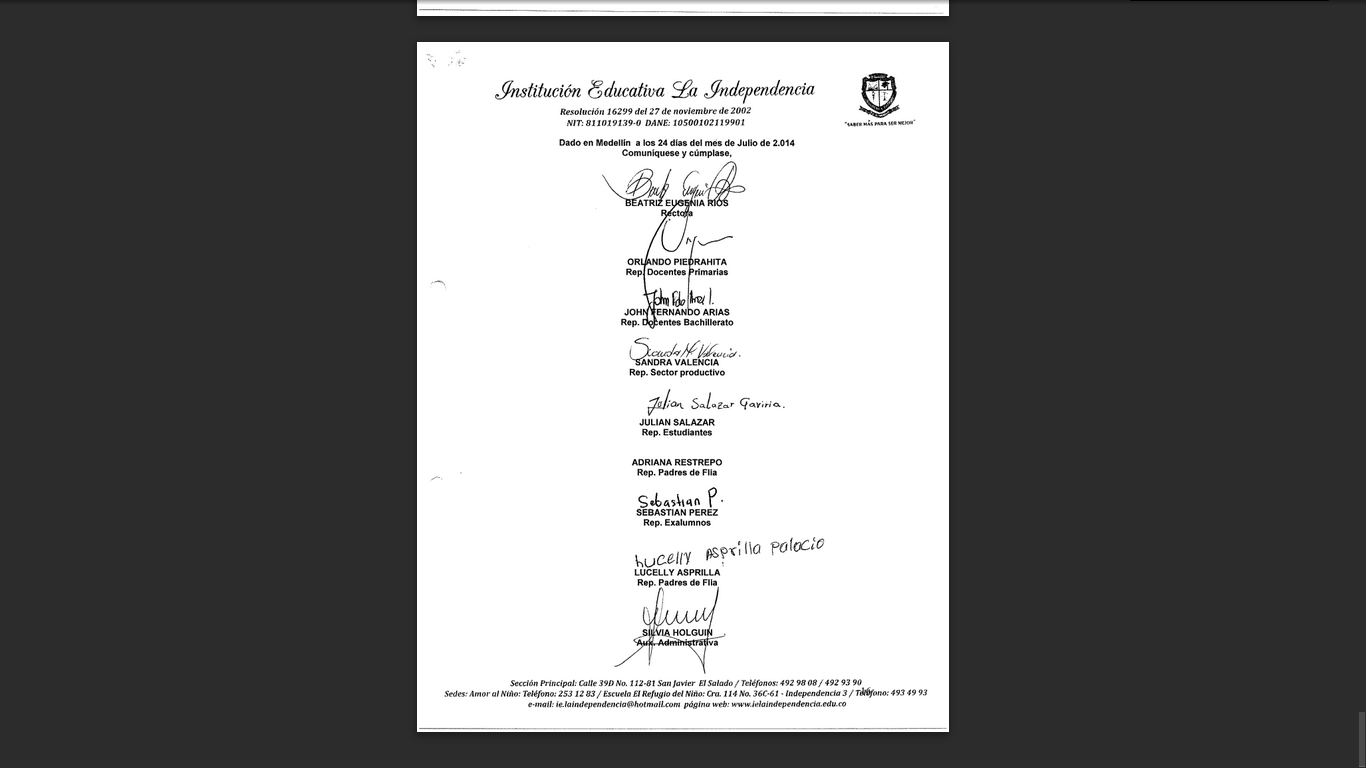 Institución Educativa La Independencia
Resolución 16299 del 27 de noviembre de 2002
NIT: 811019139-0 DANE: 10500102119901
"SABER MÁS PARA SER MEJOR"
Dado en Medellín a los 24 días del mes de Julio de 2.014
Comuníquese y cúmplase,
BEATRIZ EUGENIA RIOS
Rectora
ORLANDO PIEDRAHITA
Rep. Docentes Primarias
JOHN FERNANDO ARIAS
Rep. Docentes Bachillerato
SANDRA VALENCIA
Rep. Sector productivo
Julian Salazar Gaviria.
JULIAN SALAZAR
Rep. Estudiantes
ADRIANA RESTREPO
Rep. Padres de Flia
Sebastian P.
SEBASTIAN PEREZ
Rep. Exalumnos
Lucelly Asprilla Palacio
LUCELLY ASPRILLA
Rep. Padres de Flia
SILVIA HOLGUIN
Aux. Administrativa
Sección Principal: Calle 39D No. 112-81 San Javier El Salado / Teléfonos: 492 98 08 / 492 93 90
Sedes: Amor al Niño: Teléfono: 253 12 83 / Escuela El Refugio del Niño: Cra. 114 No. 36C-61 - Independencia 3 / Teléfono: 493 49 93
e-mail: ie.laindependencia@hotmail.com página web: www.ielaindependencia.edu.co